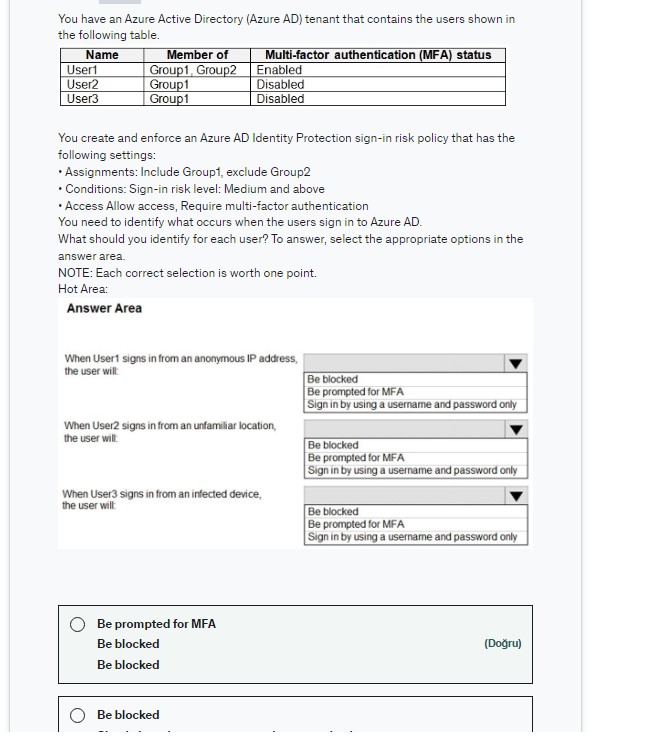 You have an Azure Active Directory (Azure AD) tenant that contains the users shown in
the following table.
Name Member of Multi-factor authentication (MFA) status
User1 Group1, Group2 Enabled
User2 Group1 Disabled
User3 Group1 Disabled
You create and enforce an Azure AD Identity Protection sign-in risk policy that has the
following settings:
• Assignments: Include Group1, exclude Group2
• Conditions: Sign-in risk level: Medium and above
• Access Allow access, Require multi-factor authentication
You need to identify what occurs when the users sign in to Azure AD.
What should you identify for each user? To answer, select the appropriate options in the
answer area.
NOTE: Each correct selection is worth one point.
Hot Area:
Answer Area
When User1 signs in from an anonymous IP address,
the user will:
Be blocked
Be prompted for MFA
Sign in by using a username and password only
When User2 signs in from an unfamiliar location,
the user will:
Be blocked
Be prompted for MFA
Sign in by using a username and password only
When User3 signs in from an infected device,
the user will:
Be blocked
Be prompted for MFA
Sign in by using a username and password only
Be prompted for MFA
Be blocked (Doğru)
Be blocked
Be blocked